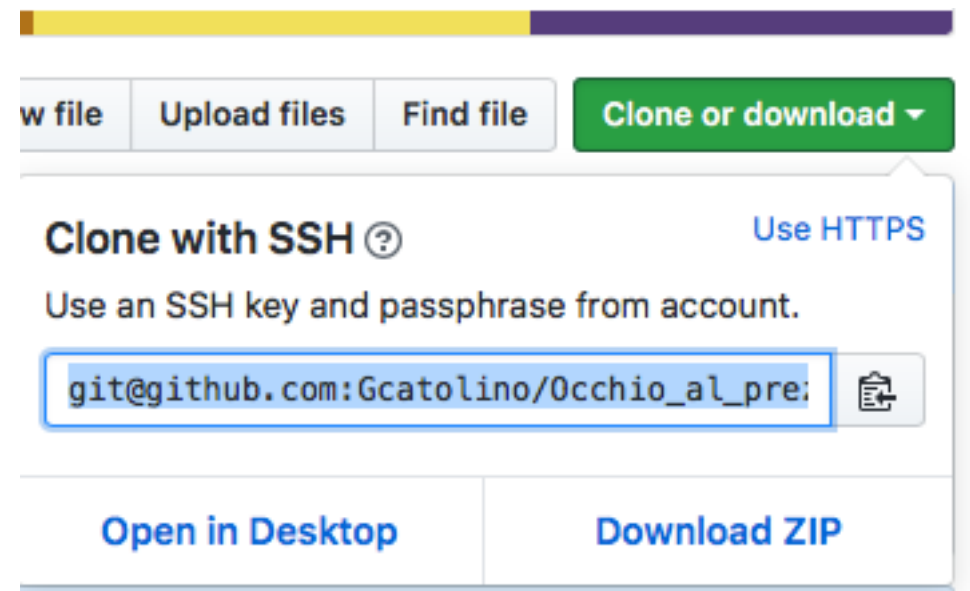 w file Upload files Find file Clone or download
Clone with SSH ? Use HTTPS
Use an SSH key and passphrase from account.
git@github.com:Gcatolino/Occhio_al_pre
Open in Desktop Download ZIP